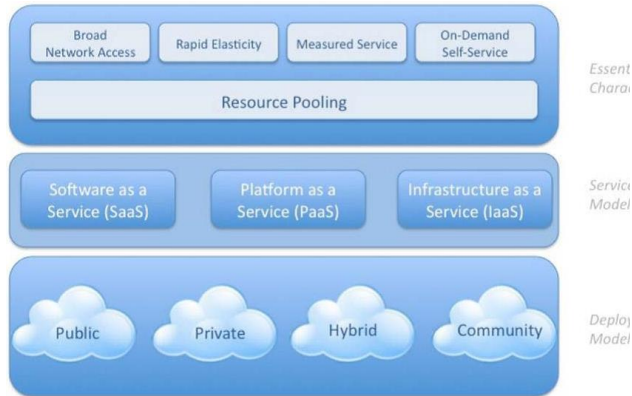 Broad
Network Access
Rapid Elasticity
Measured Service
On-Demand
Self-Service
Resource Pooling
Essent
Charac
Software as a
Service (SaaS)
Platform as a
Service (PaaS)
Infrastructure as a
Service (IaaS)
Service
Model
Public
Private
Hybrid
Community
Deploy
Model